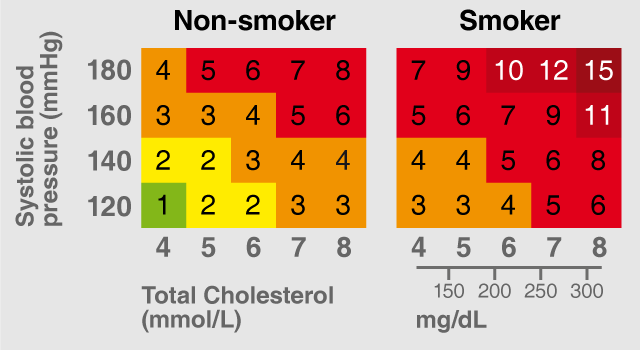 Non-smoker Smoker
Systolic blood
pressure (mmHg)
180 4 5 6 7 8 7 9 10 12 15
160 3 3 4 5 6 5 6 7 9 11
140 2 2 3 4 4 4 4 5 6 8
120 1 2 2 3 3 3 3 4 5 6
4 5 6 7 8 4 5 6 7 8
150 200 250 300
Total Cholesterol
(mmol/L)
mg/dL